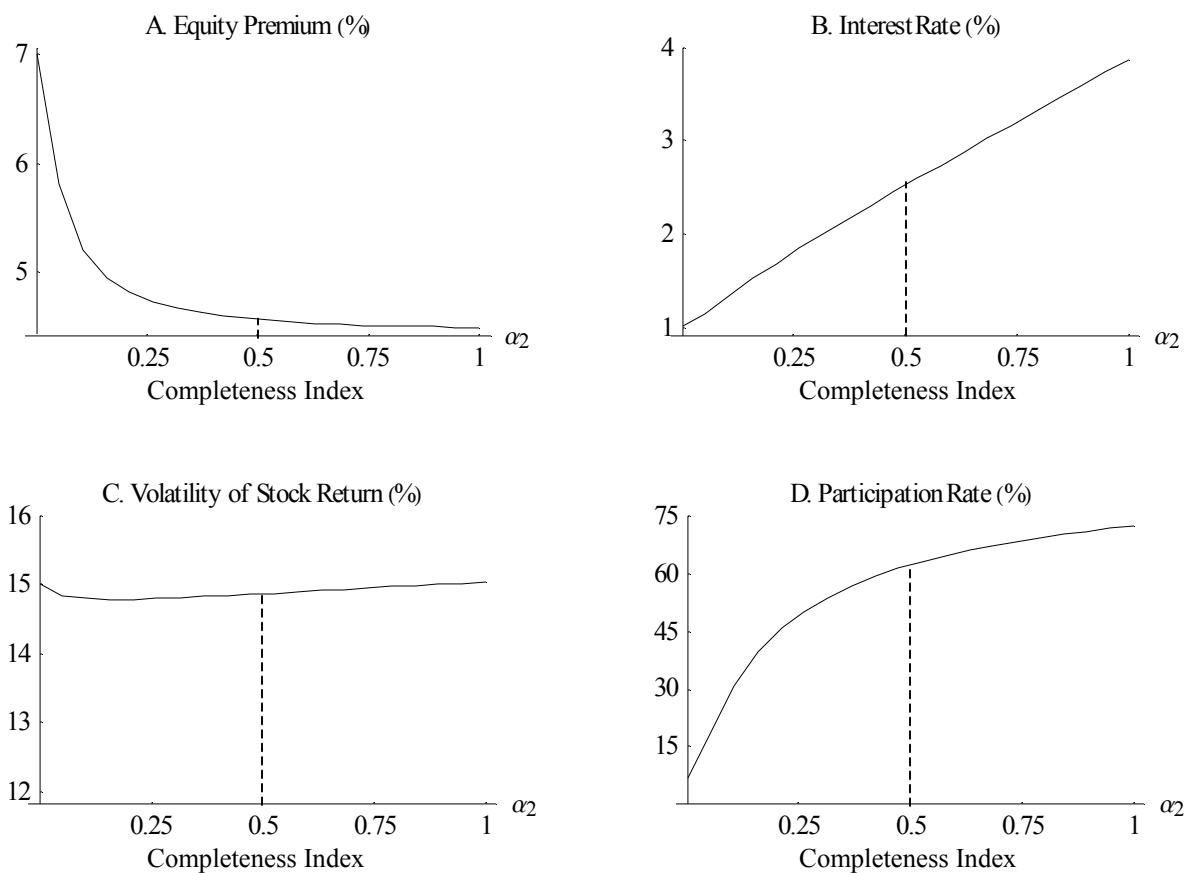 A. Equity Premium (%)
7
6
5
0.25 0.5 0.75 1 α2
Completeness Index
B. Interest Rate (%)
4
3
2
1
0.25 0.5 0.75 1 α2
Completeness Index
C. Volatility of Stock Return (%)
16
15
14
13
12
0.25 0.5 0.75 1 α2
Completeness Index
D. Participation Rate (%)
75
60
45
30
15
0.25 0.5 0.75 1 α2
Completeness Index